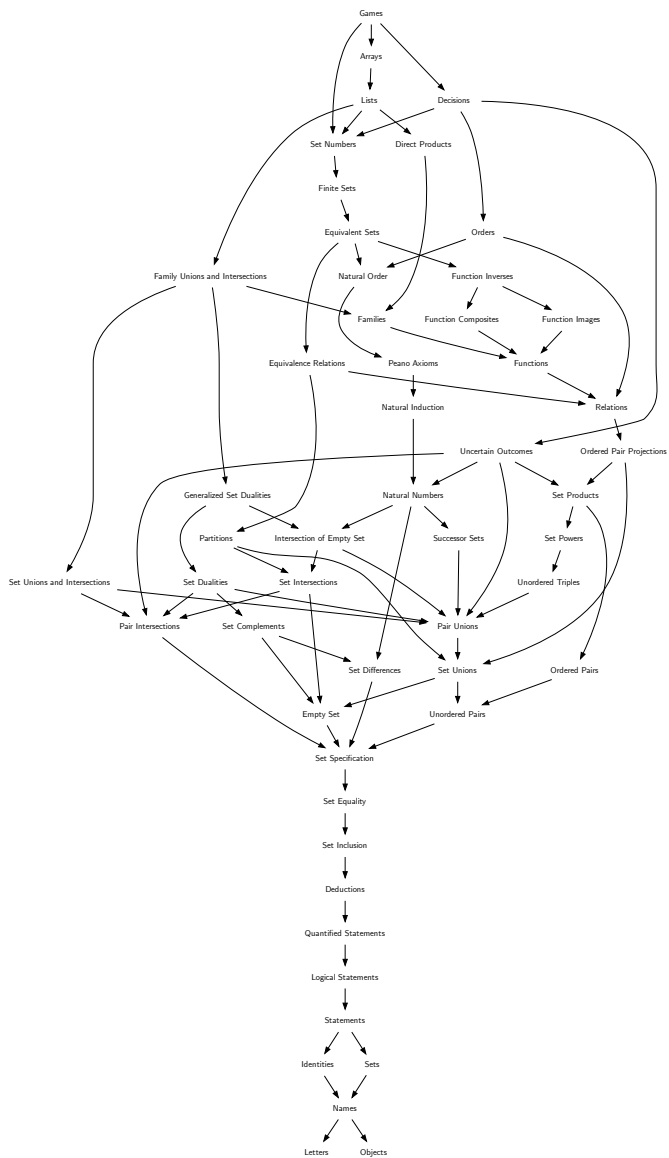 Games
Arrays
Lists
Decisions
Set Numbers
Direct Products
Finite Sets
Equivalent Sets
Orders
Family Unions and Intersections
Natural Order
Function Inverses
Families
Function Composites
Function Images
Equivalence Relations
Peano Axioms
Functions
Natural Induction
Relations
Uncertain Outcomes
Ordered Pair Projections
Generalized Set Dualities
Natural Numbers
Set Products
Partitions
Intersection of Empty Set
Successor Sets
Set Powers
Set Unions and Intersections
Set Dualities
Set Intersections
Unordered Triples
Pair Intersections
Set Complements
Pair Unions
Set Differences
Set Unions
Ordered Pairs
Empty Set
Unordered Pairs
Set Specification
Set Equality
Set Inclusion
Deductions
Quantified Statements
Logical Statements
Statements
Identities
Sets
Names
Letters
Objects